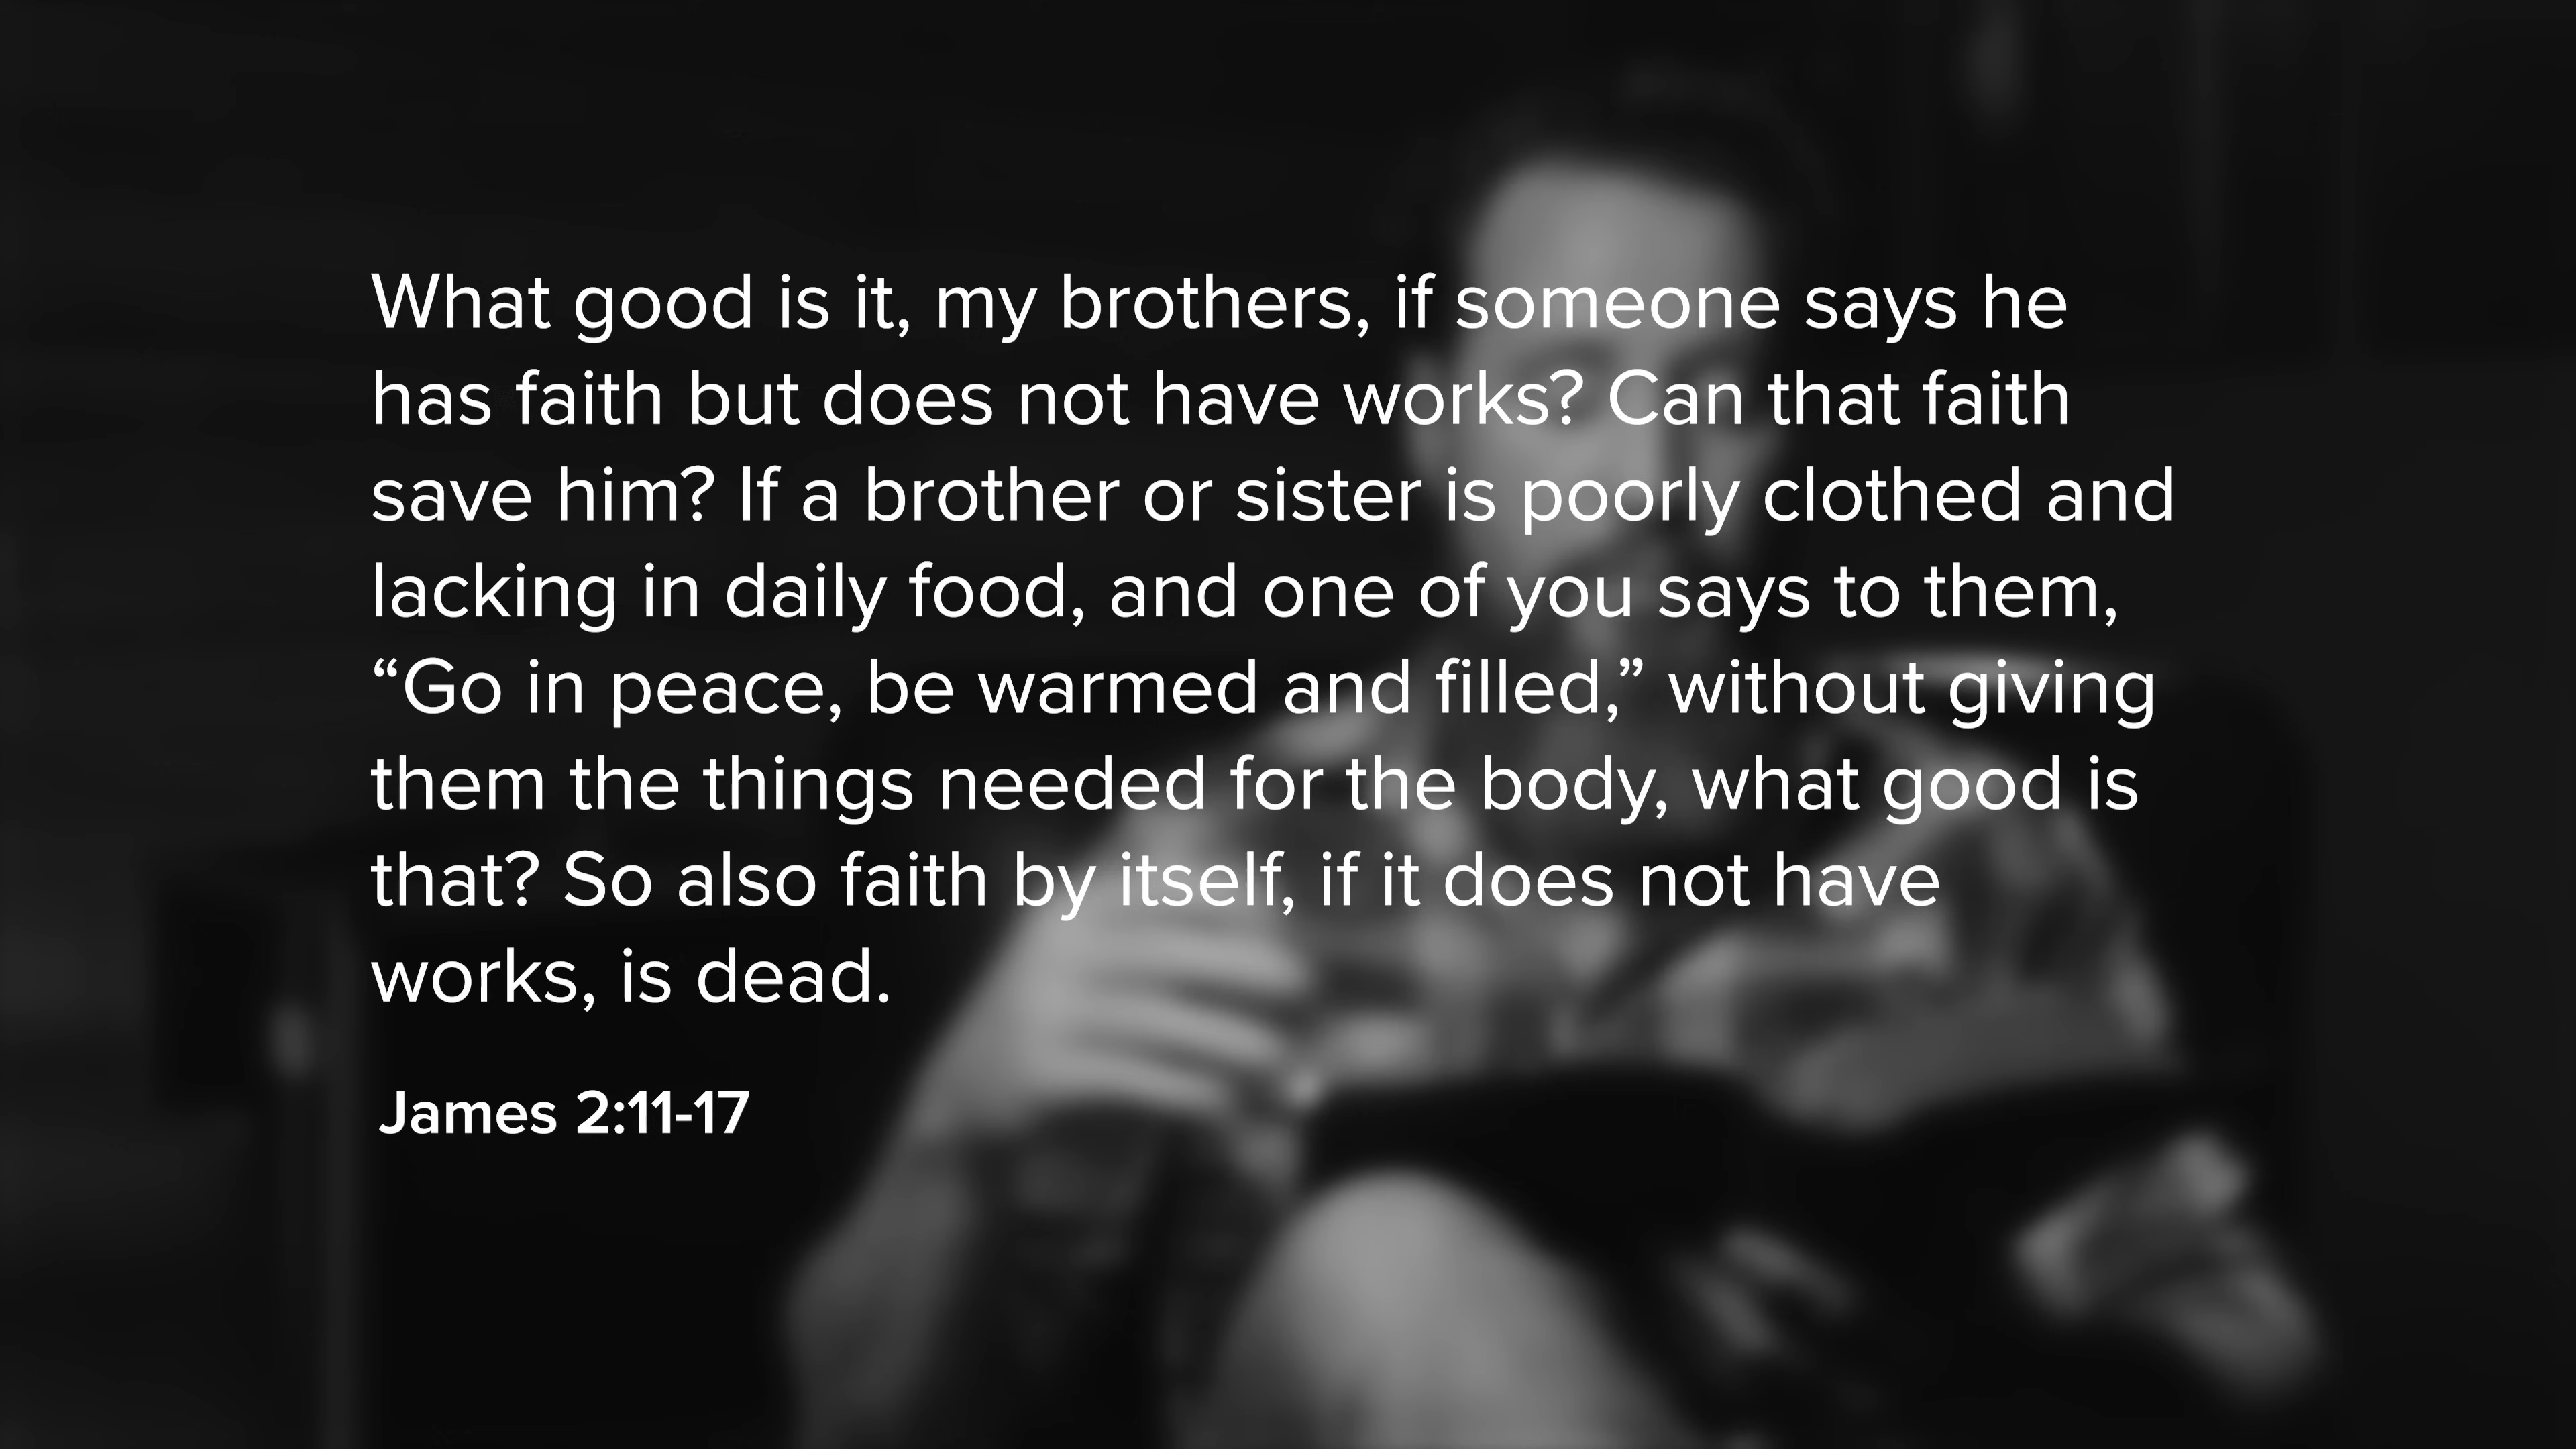 What good is it, my brothers, if someone says he
has faith but does not have works? Can that faith
save him? If a brother or sister is poorly clothed and
lacking in daily food, and one of you says to them,
“Go in peace, be warmed and filled,” without giving
them the things needed for the body, what good is
that? So also faith by itself, if it does not have
works, is dead.
James 2:11-17